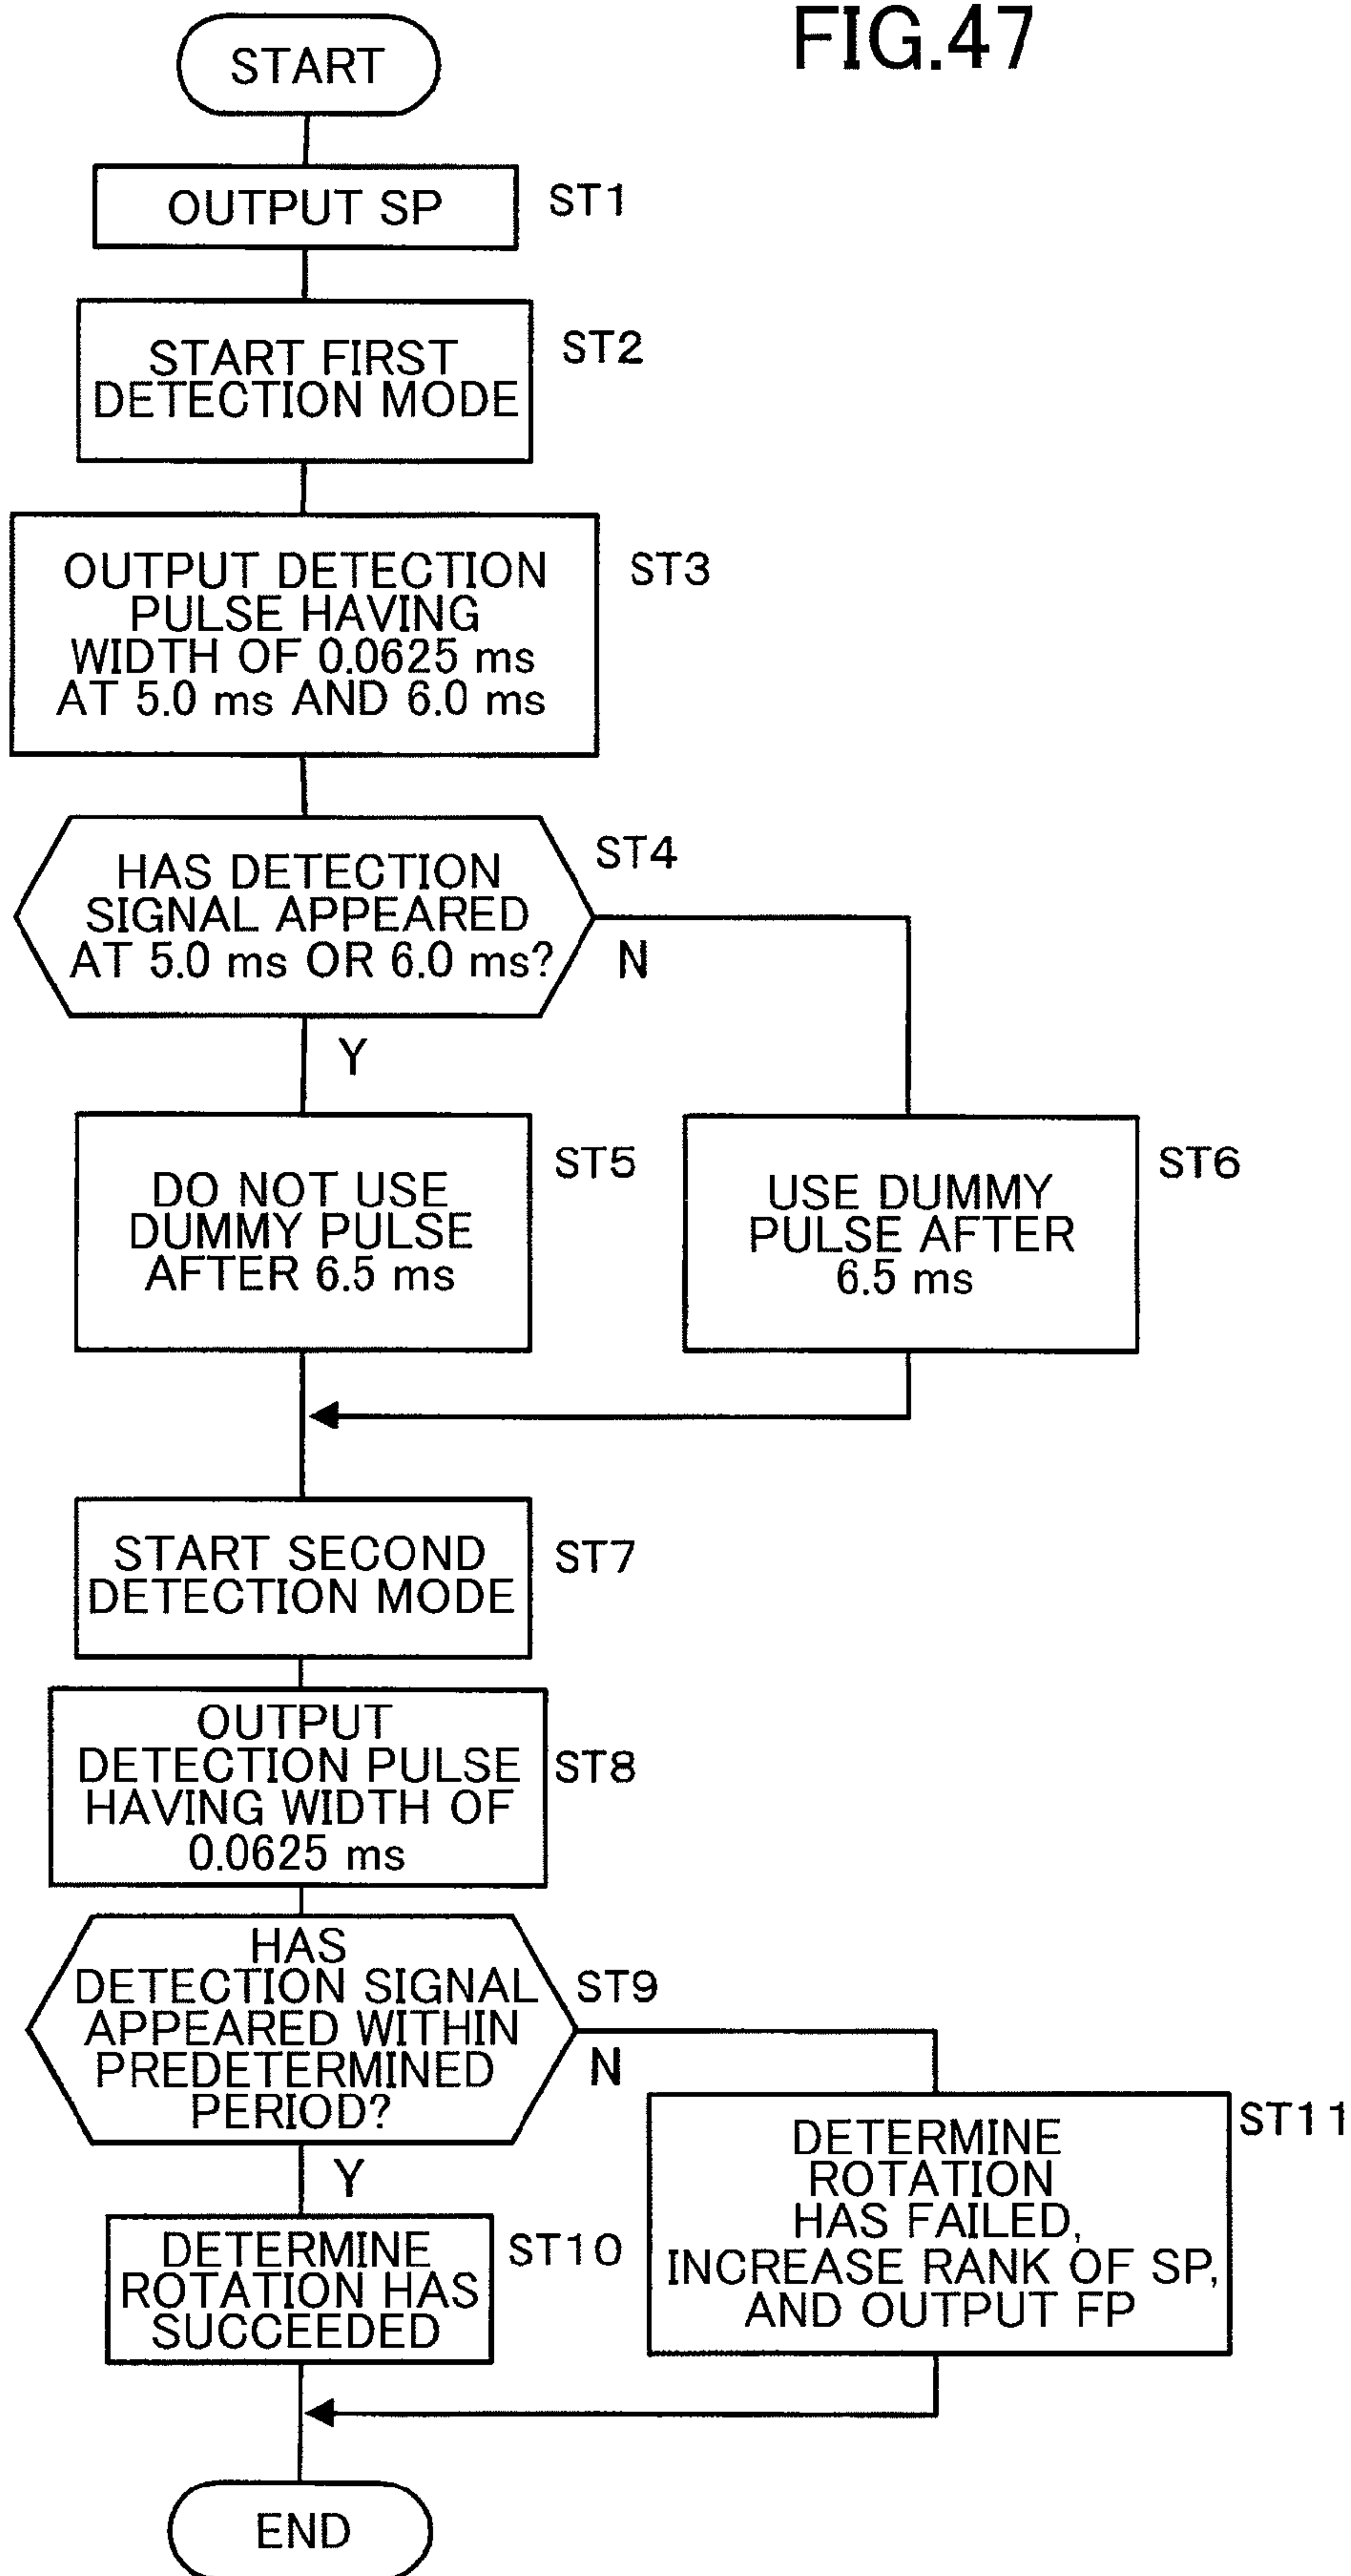 FIG.47
START
OUTPUT SP
ST1
START FIRST
DETECTION MODE
ST2
OUTPUT DETECTION
PULSE HAVING
WIDTH OF 0.0625 ms
AT 5.0 ms AND 6.0 ms
ST3
HAS DETECTION
SIGNAL APPEARED
AT 5.0 ms OR 6.0 ms?
ST4
N
Y
DO NOT USE
DUMMY PULSE
AFTER 6.5 ms
ST5
USE DUMMY
PULSE AFTER
6.5 ms
ST6
START SECOND
DETECTION MODE
ST7
OUTPUT
DETECTION PULSE
HAVING WIDTH OF
0.0625 ms
ST8
HAS
DETECTION SIGNAL
APPEARED WITHIN
PREDETERMINED
PERIOD?
ST9
N
Y
DETERMINE
ROTATION HAS
SUCCEEDED
ST10
DETERMINE
ROTATION
HAS FAILED,
INCREASE RANK OF SP,
AND OUTPUT FP
ST11
END